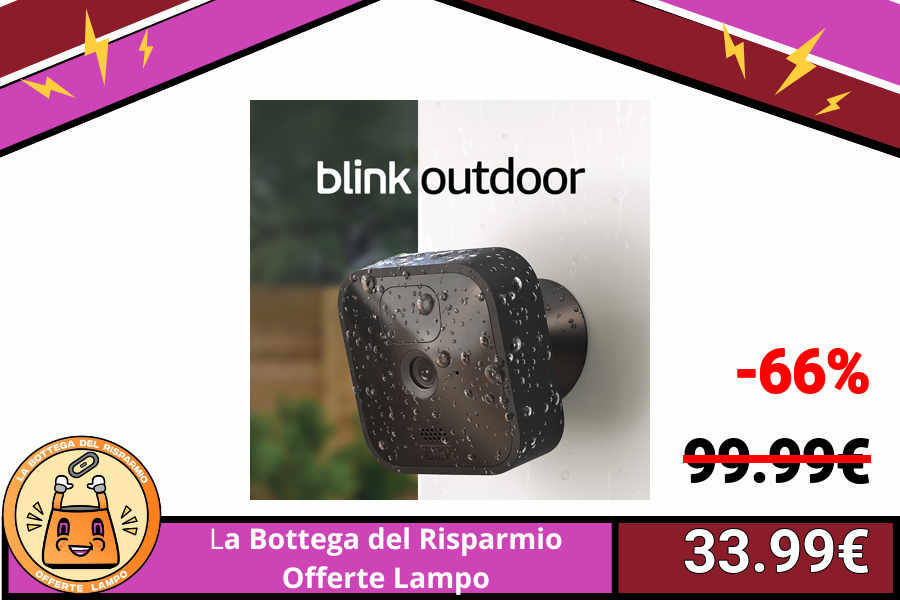 blink outdoor
-66%
99.99€
LA BOTTEGA DEL RISPARMIO
OFFERTE LAMPO
La Bottega del Risparmio
Offerte Lampo
33.99€